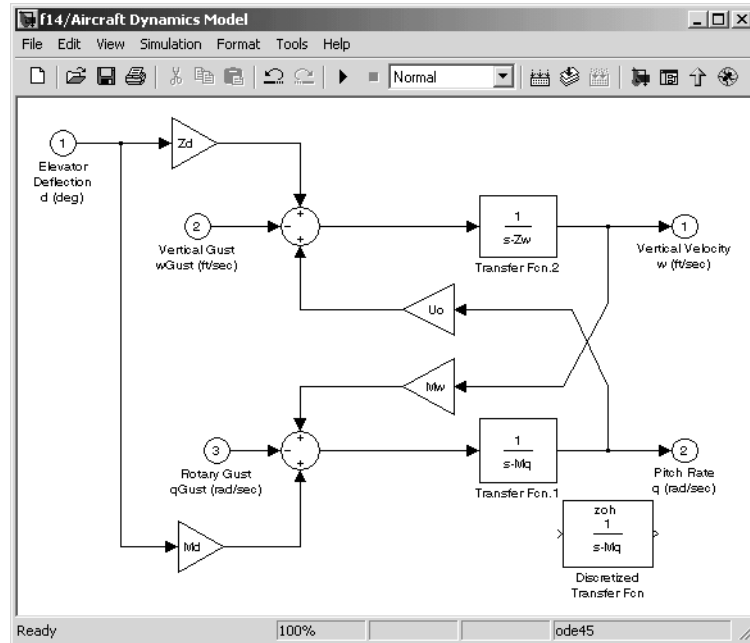 f14/Aircraft Dynamics Model
File Edit View Simulation Format Tools Help
Normal
1
Elevator
Deflection
d (deg)
Zd
2
Vertical Gust
wGust (ft/sec)
+
-
+
1
s-Zw
Transfer Fcn.2
1
Vertical Velocity
w (ft/sec)
Uo
Mw
3
Rotary Gust
qGust (rad/sec)
+
-
+
1
s-Mq
Transfer Fcn.1
2
Pitch Rate
q (rad/sec)
Md
zoh
1
s-Mq
Discretized
Transfer Fcn
Ready 100% ode45